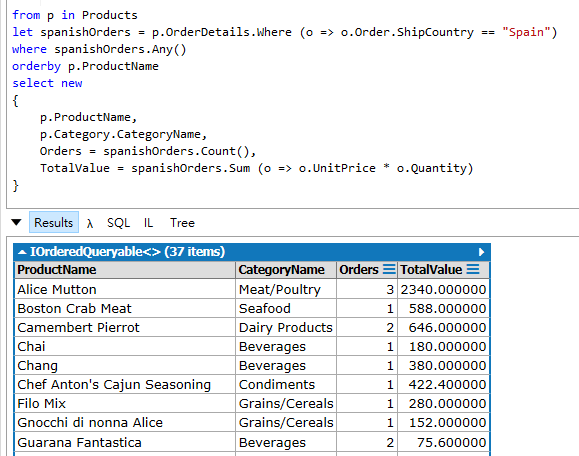 from p in Products
let spanishOrders = p.OrderDetails.Where (o => o.Order.ShipCountry == "Spain")
where spanishOrders.Any()
orderby p.ProductName
select new
{
    p.ProductName,
    p.Category.CategoryName,
    Orders = spanishOrders.Count(),
    TotalValue = spanishOrders.Sum (o => o.UnitPrice * o.Quantity)
}
Results λ SQL IL Tree
IOrderedQueryable<> (37 items)
ProductName CategoryName Orders TotalValue
Alice Mutton Meat/Poultry 3 2340.000000
Boston Crab Meat Seafood 1 588.000000
Camembert Pierrot Dairy Products 2 646.000000
Chai Beverages 1 180.000000
Chang Beverages 1 380.000000
Chef Anton's Cajun Seasoning Condiments 1 422.400000
Filo Mix Grains/Cereals 1 280.000000
Gnocchi di nonna Alice Grains/Cereals 1 152.000000
Guarana Fantastica Beverages 2 75.600000